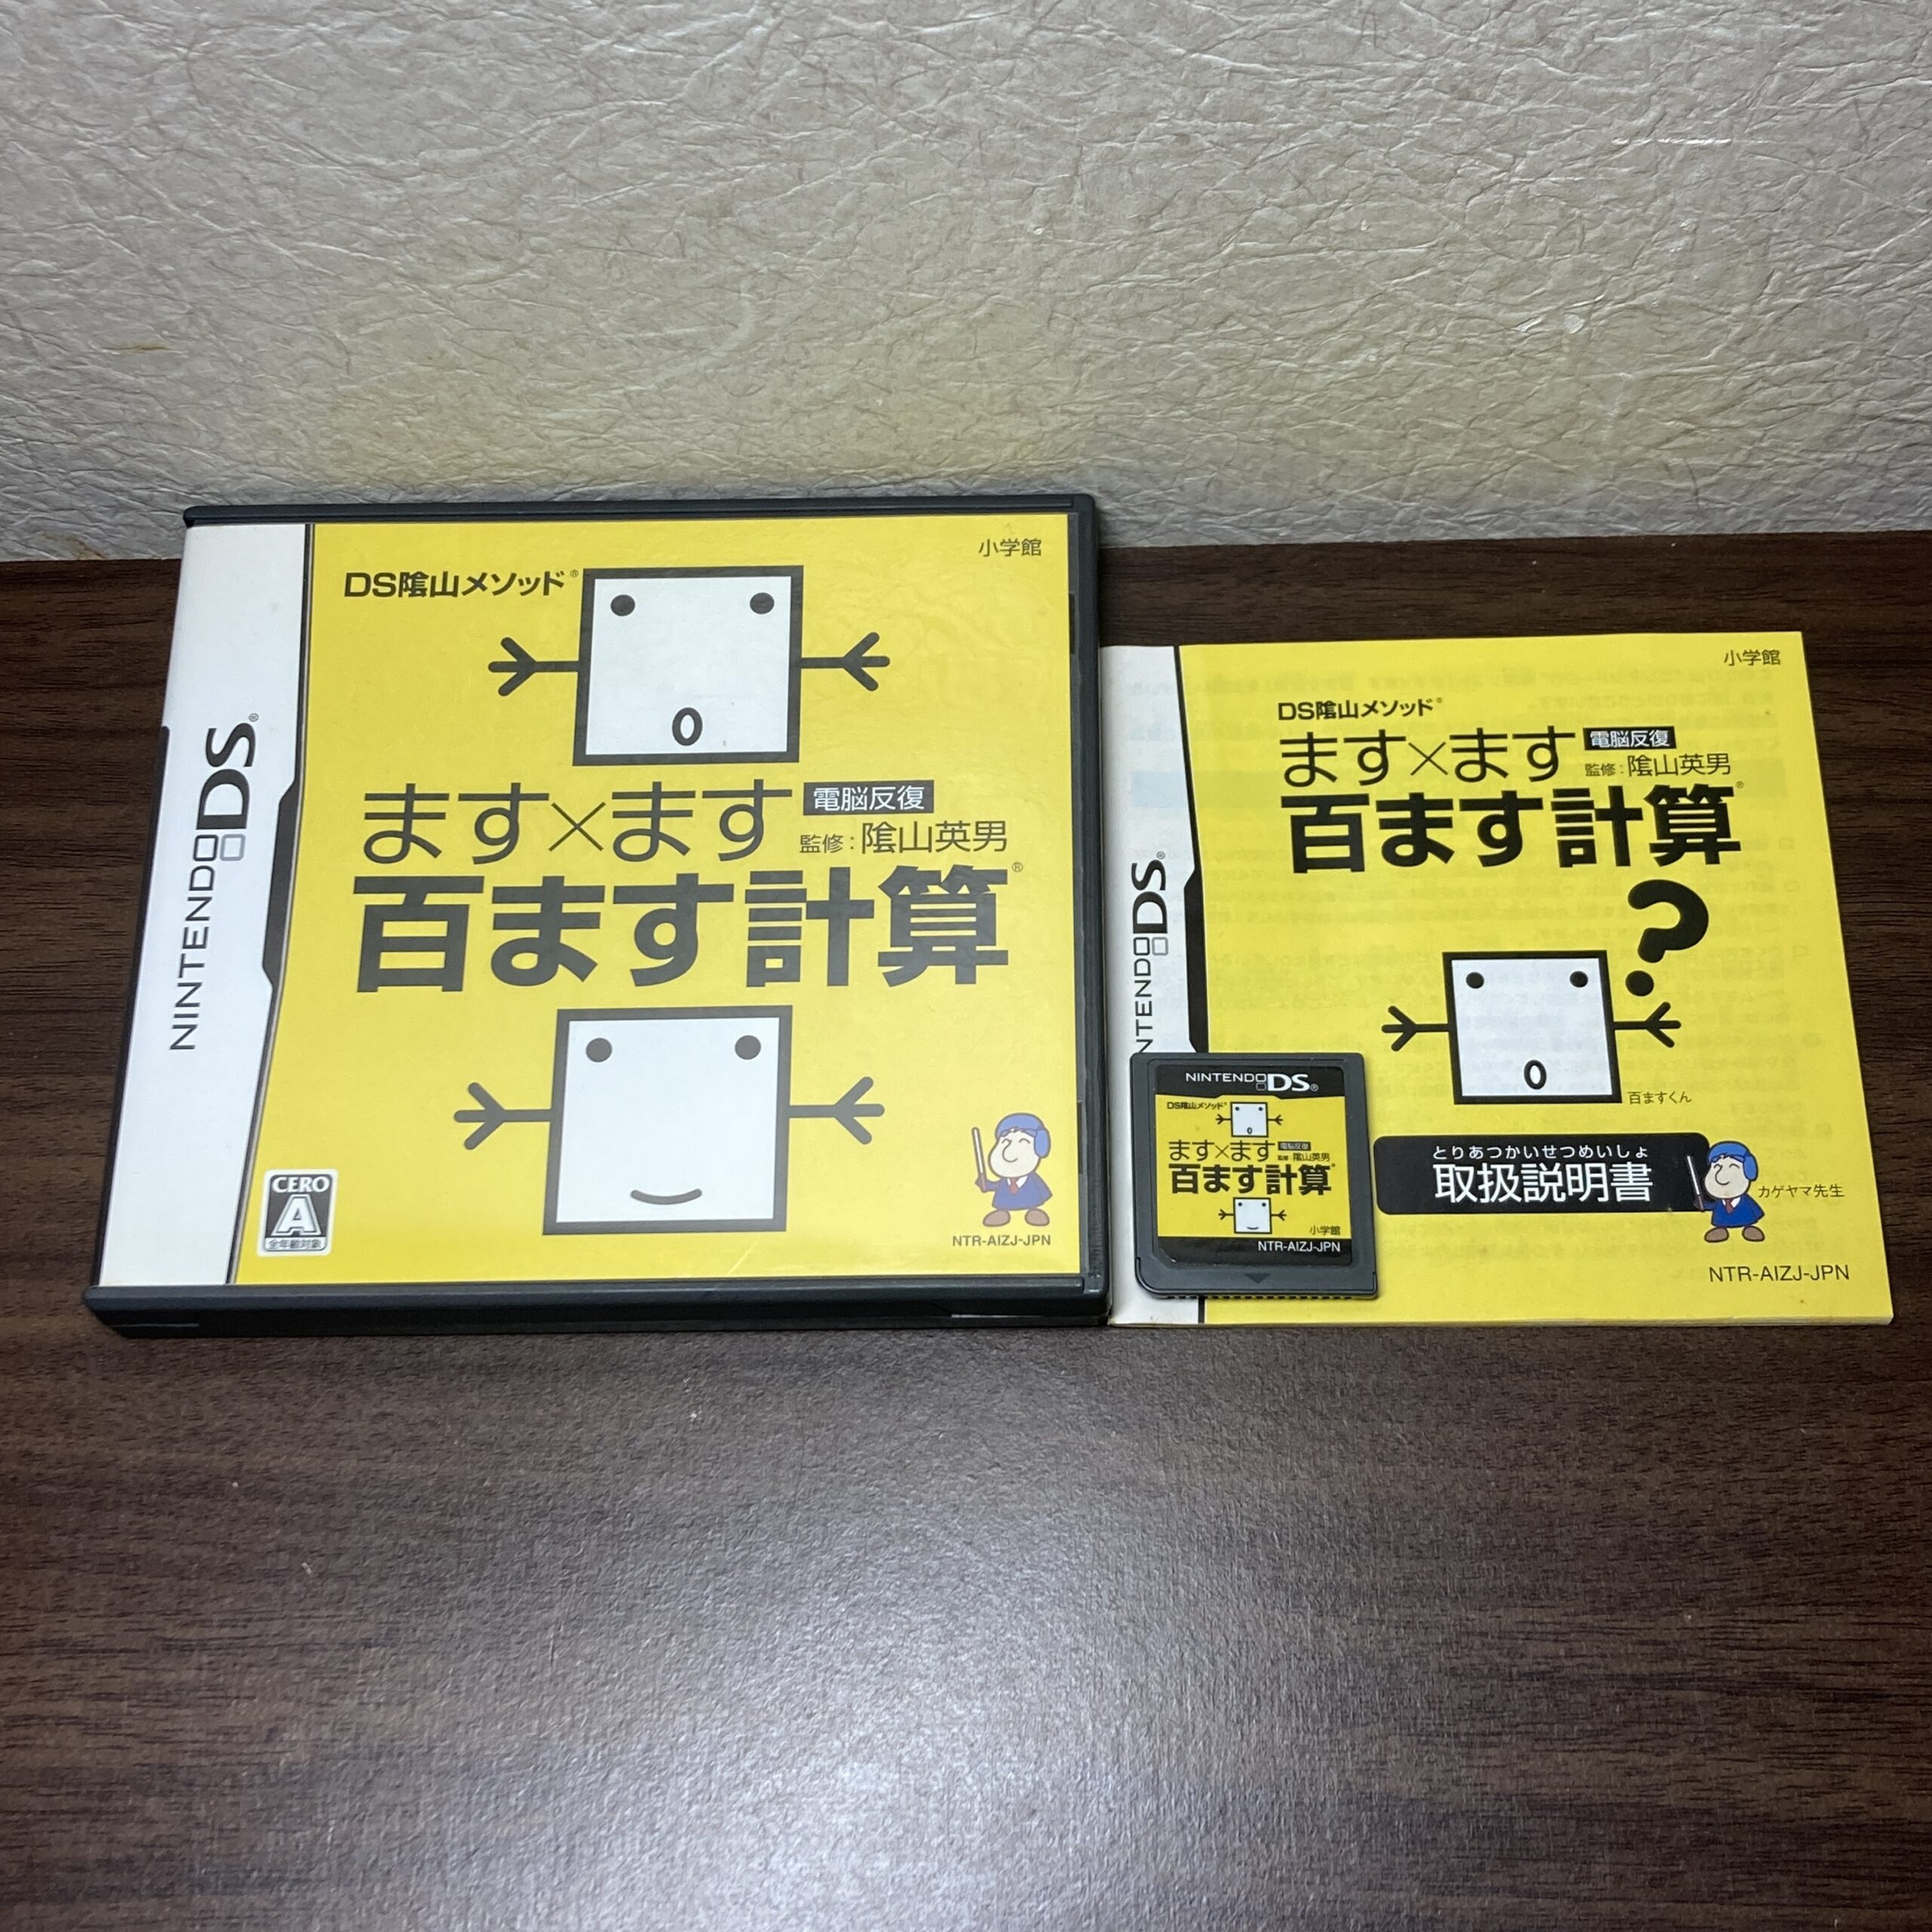 小学館
DS陰山メソッド®
ます×ます 電脳反復
監修：陰山英男
百ます計算®
NINTENDO DS®
CERO
A
全年齢対象
NTR-AIZJ-JPN
小学館
DS陰山メソッド®
ます×ます 電脳反復
監修：陰山英男
百ます計算®
?
百ますくん
NINTENDO DS®
とりあつかいせつめいしょ
取扱説明書
カゲヤマ先生
NTR-AIZJ-JPN
NINTENDO DS®
DS陰山メソッド®
ます×ます 電脳反復
監修：陰山英男
百ます計算®
小学館
NTR-AIZJ-JPN